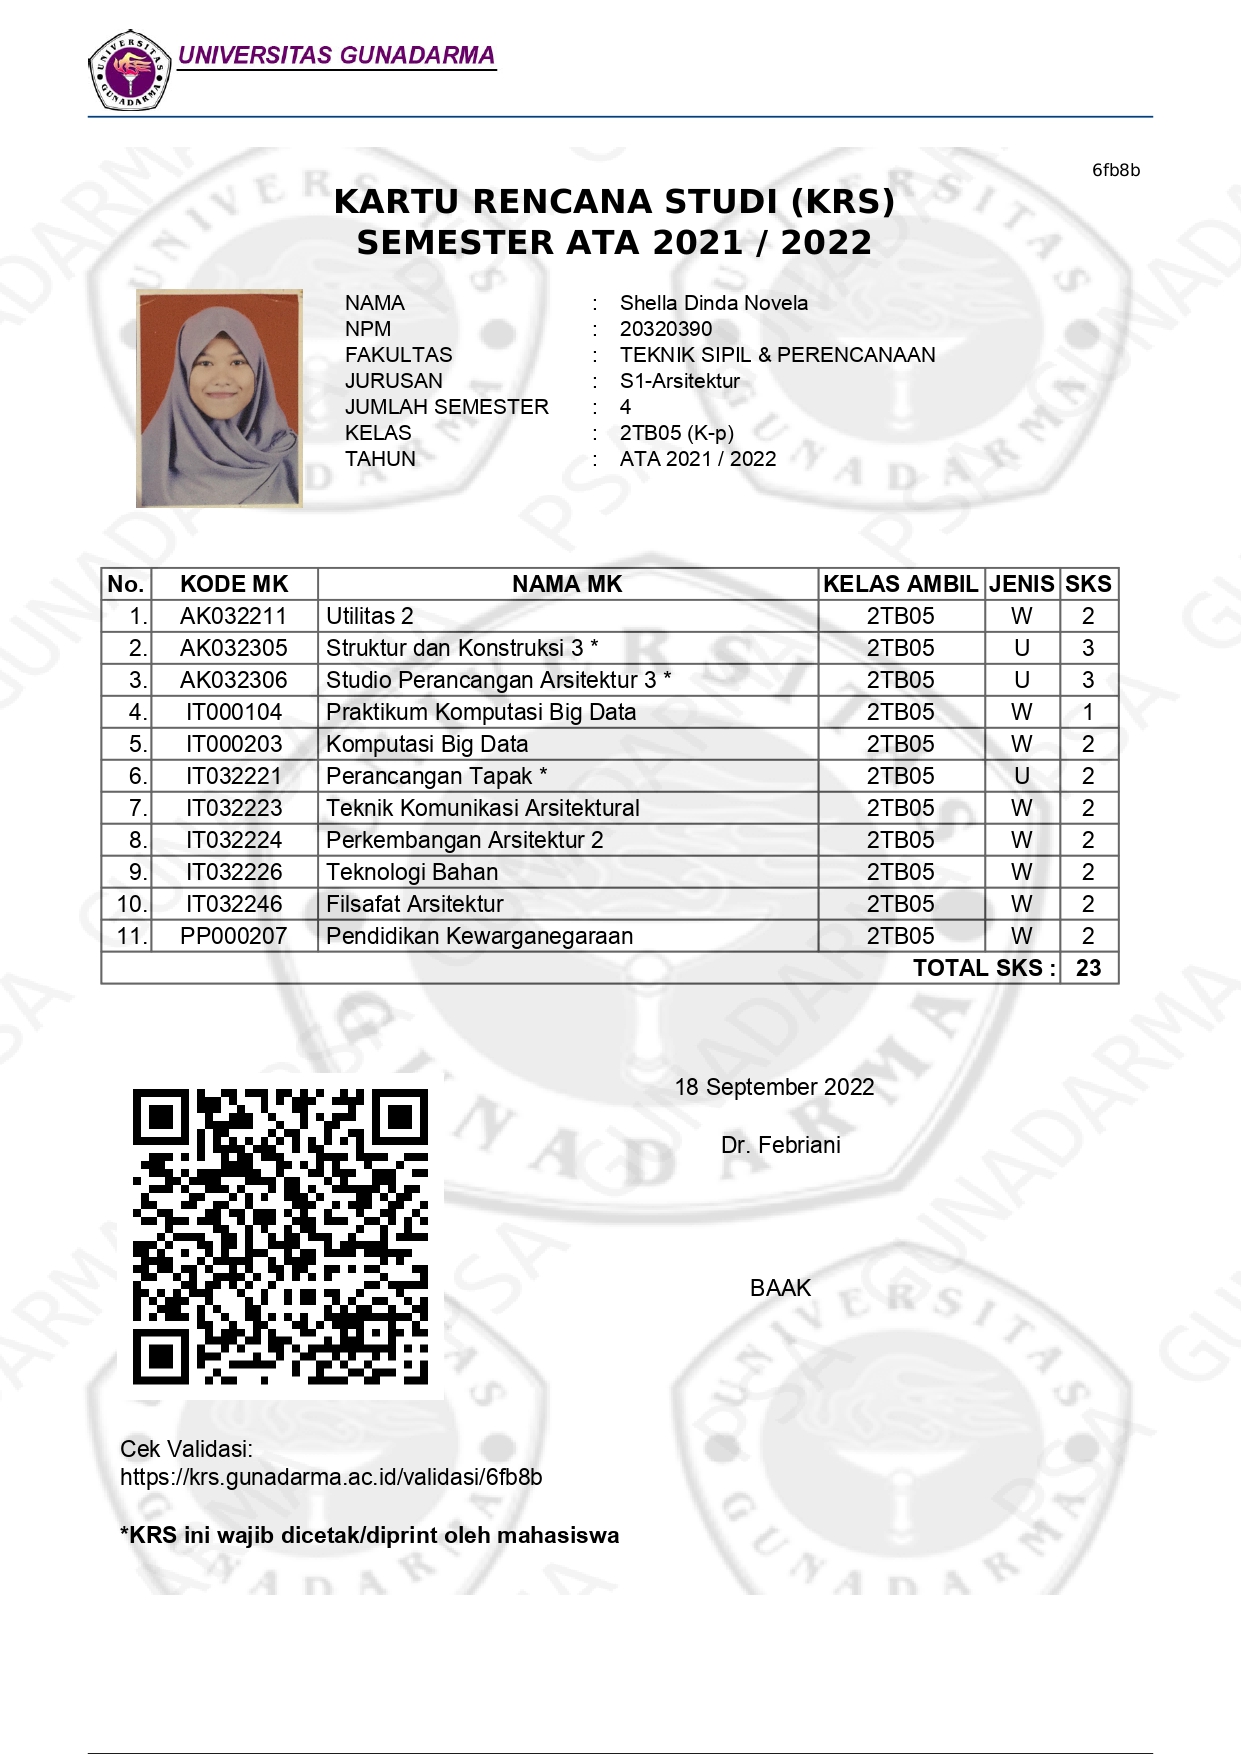 UNIVERSITAS GUNADARMA
6fb8b
KARTU RENCANA STUDI (KRS)
SEMESTER ATA 2021 / 2022
NAMA : Shella Dinda Novela
NPM : 20320390
FAKULTAS : TEKNIK SIPIL & PERENCANAAN
JURUSAN : S1-Arsitektur
JUMLAH SEMESTER : 4
KELAS : 2TB05 (K-p)
TAHUN : ATA 2021 / 2022
No. KODE MK NAMA MK KELAS AMBIL JENIS SKS
1. AK032211 Utilitas 2 2TB05 W 2
2. AK032305 Struktur dan Konstruksi 3 * 2TB05 U 3
3. AK032306 Studio Perancangan Arsitektur 3 * 2TB05 U 3
4. IT000104 Praktikum Komputasi Big Data 2TB05 W 1
5. IT000203 Komputasi Big Data 2TB05 W 2
6. IT032221 Perancangan Tapak * 2TB05 U 2
7. IT032223 Teknik Komunikasi Arsitektural 2TB05 W 2
8. IT032224 Perkembangan Arsitektur 2 2TB05 W 2
9. IT032226 Teknologi Bahan 2TB05 W 2
10. IT032246 Filsafat Arsitektur 2TB05 W 2
11. PP000207 Pendidikan Kewarganegaraan 2TB05 W 2
TOTAL SKS : 23
18 September 2022
Dr. Febriani
BAAK
Cek Validasi:
https://krs.gunadarma.ac.id/validasi/6fb8b
*KRS ini wajib dicetak/diprint oleh mahasiswa